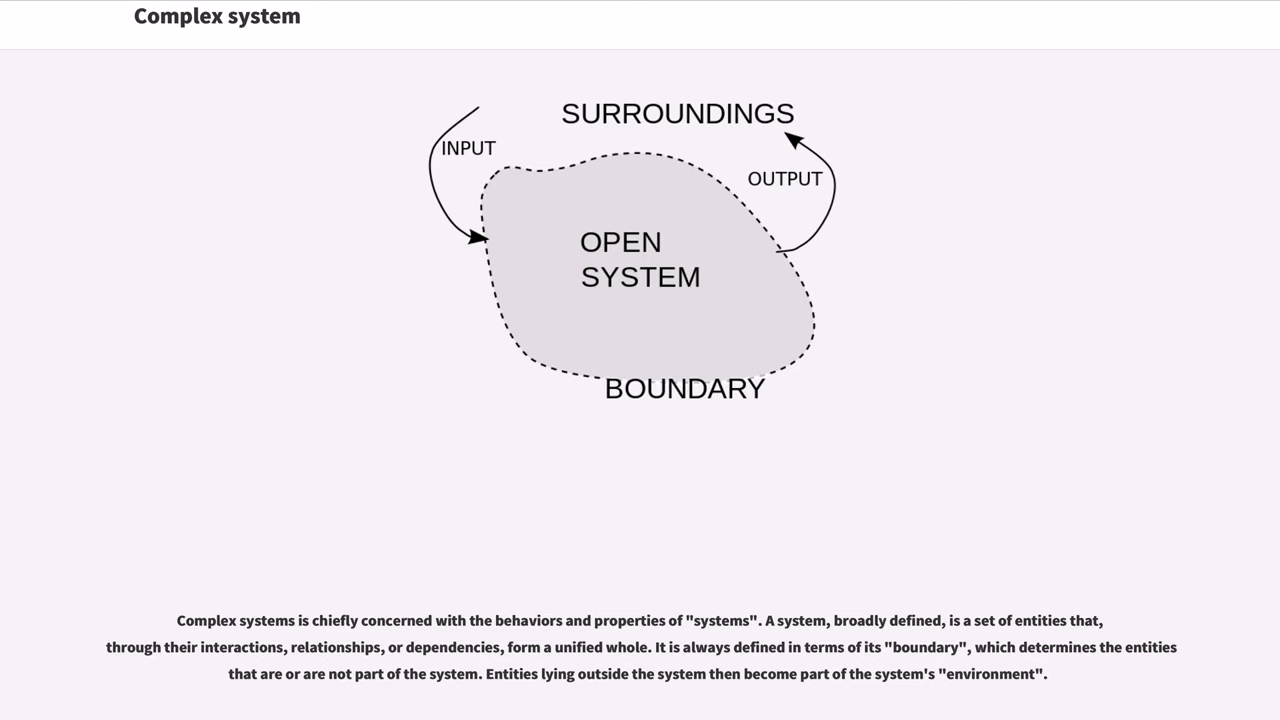 Complex system
SURROUNDINGS
INPUT
OUTPUT
OPEN
SYSTEM
BOUNDARY
Complex systems is chiefly concerned with the behaviors and properties of "systems". A system, broadly defined, is a set of entities that,
through their interactions, relationships, or dependencies, form a unified whole. It is always defined in terms of its "boundary", which determines the entities
that are or are not part of the system. Entities lying outside the system then become part of the system's "environment".